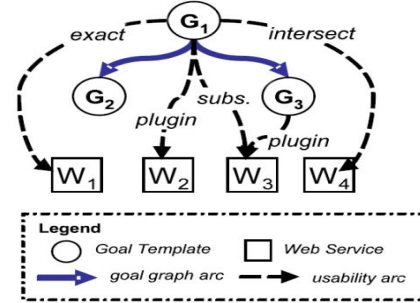 G1
exact intersect
G2 subs. G3
plugin
plugin
W1 W2 W3 W4
Legend
Goal Template Web Service
goal graph arc usability arc